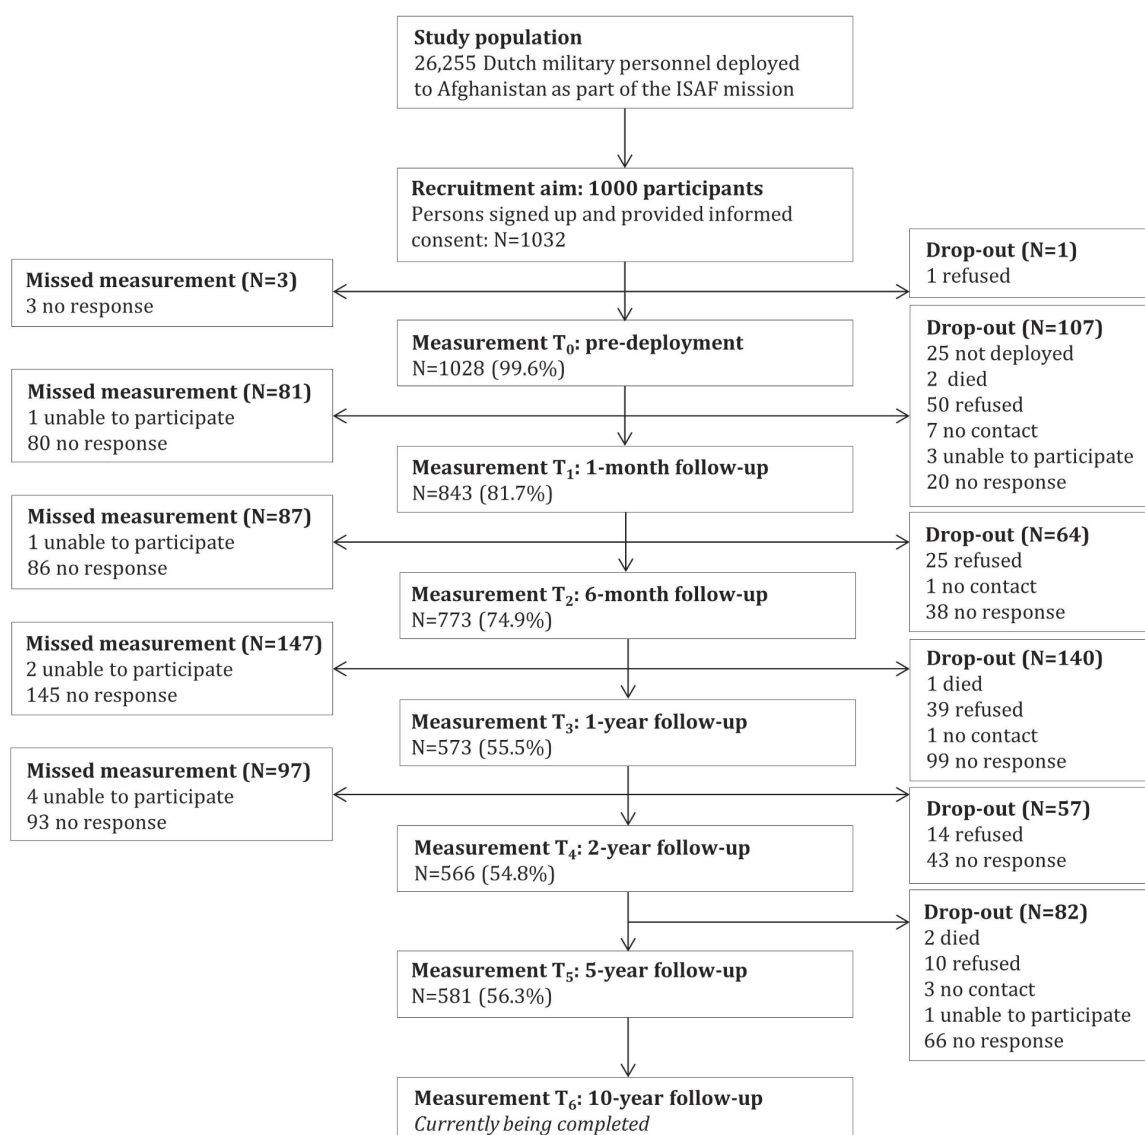 Study population
26,255 Dutch military personnel deployed
to Afghanistan as part of the ISAF mission
Recruitment aim: 1000 participants
Persons signed up and provided informed
consent: N=1032
Missed measurement (N=3)
3 no response
Drop-out (N=1)
1 refused
Measurement T₀: pre-deployment
N=1028 (99.6%)
Missed measurement (N=81)
1 unable to participate
80 no response
Drop-out (N=107)
25 not deployed
2 died
50 refused
7 no contact
3 unable to participate
20 no response
Measurement T₁: 1-month follow-up
N=843 (81.7%)
Missed measurement (N=87)
1 unable to participate
86 no response
Drop-out (N=64)
25 refused
1 no contact
38 no response
Measurement T₂: 6-month follow-up
N=773 (74.9%)
Missed measurement (N=147)
2 unable to participate
145 no response
Drop-out (N=140)
1 died
39 refused
1 no contact
99 no response
Measurement T₃: 1-year follow-up
N=573 (55.5%)
Missed measurement (N=97)
4 unable to participate
93 no response
Drop-out (N=57)
14 refused
43 no response
Measurement T₄: 2-year follow-up
N=566 (54.8%)
Drop-out (N=82)
2 died
10 refused
3 no contact
1 unable to participate
66 no response
Measurement T₅: 5-year follow-up
N=581 (56.3%)
Measurement T₆: 10-year follow-up
Currently being completed